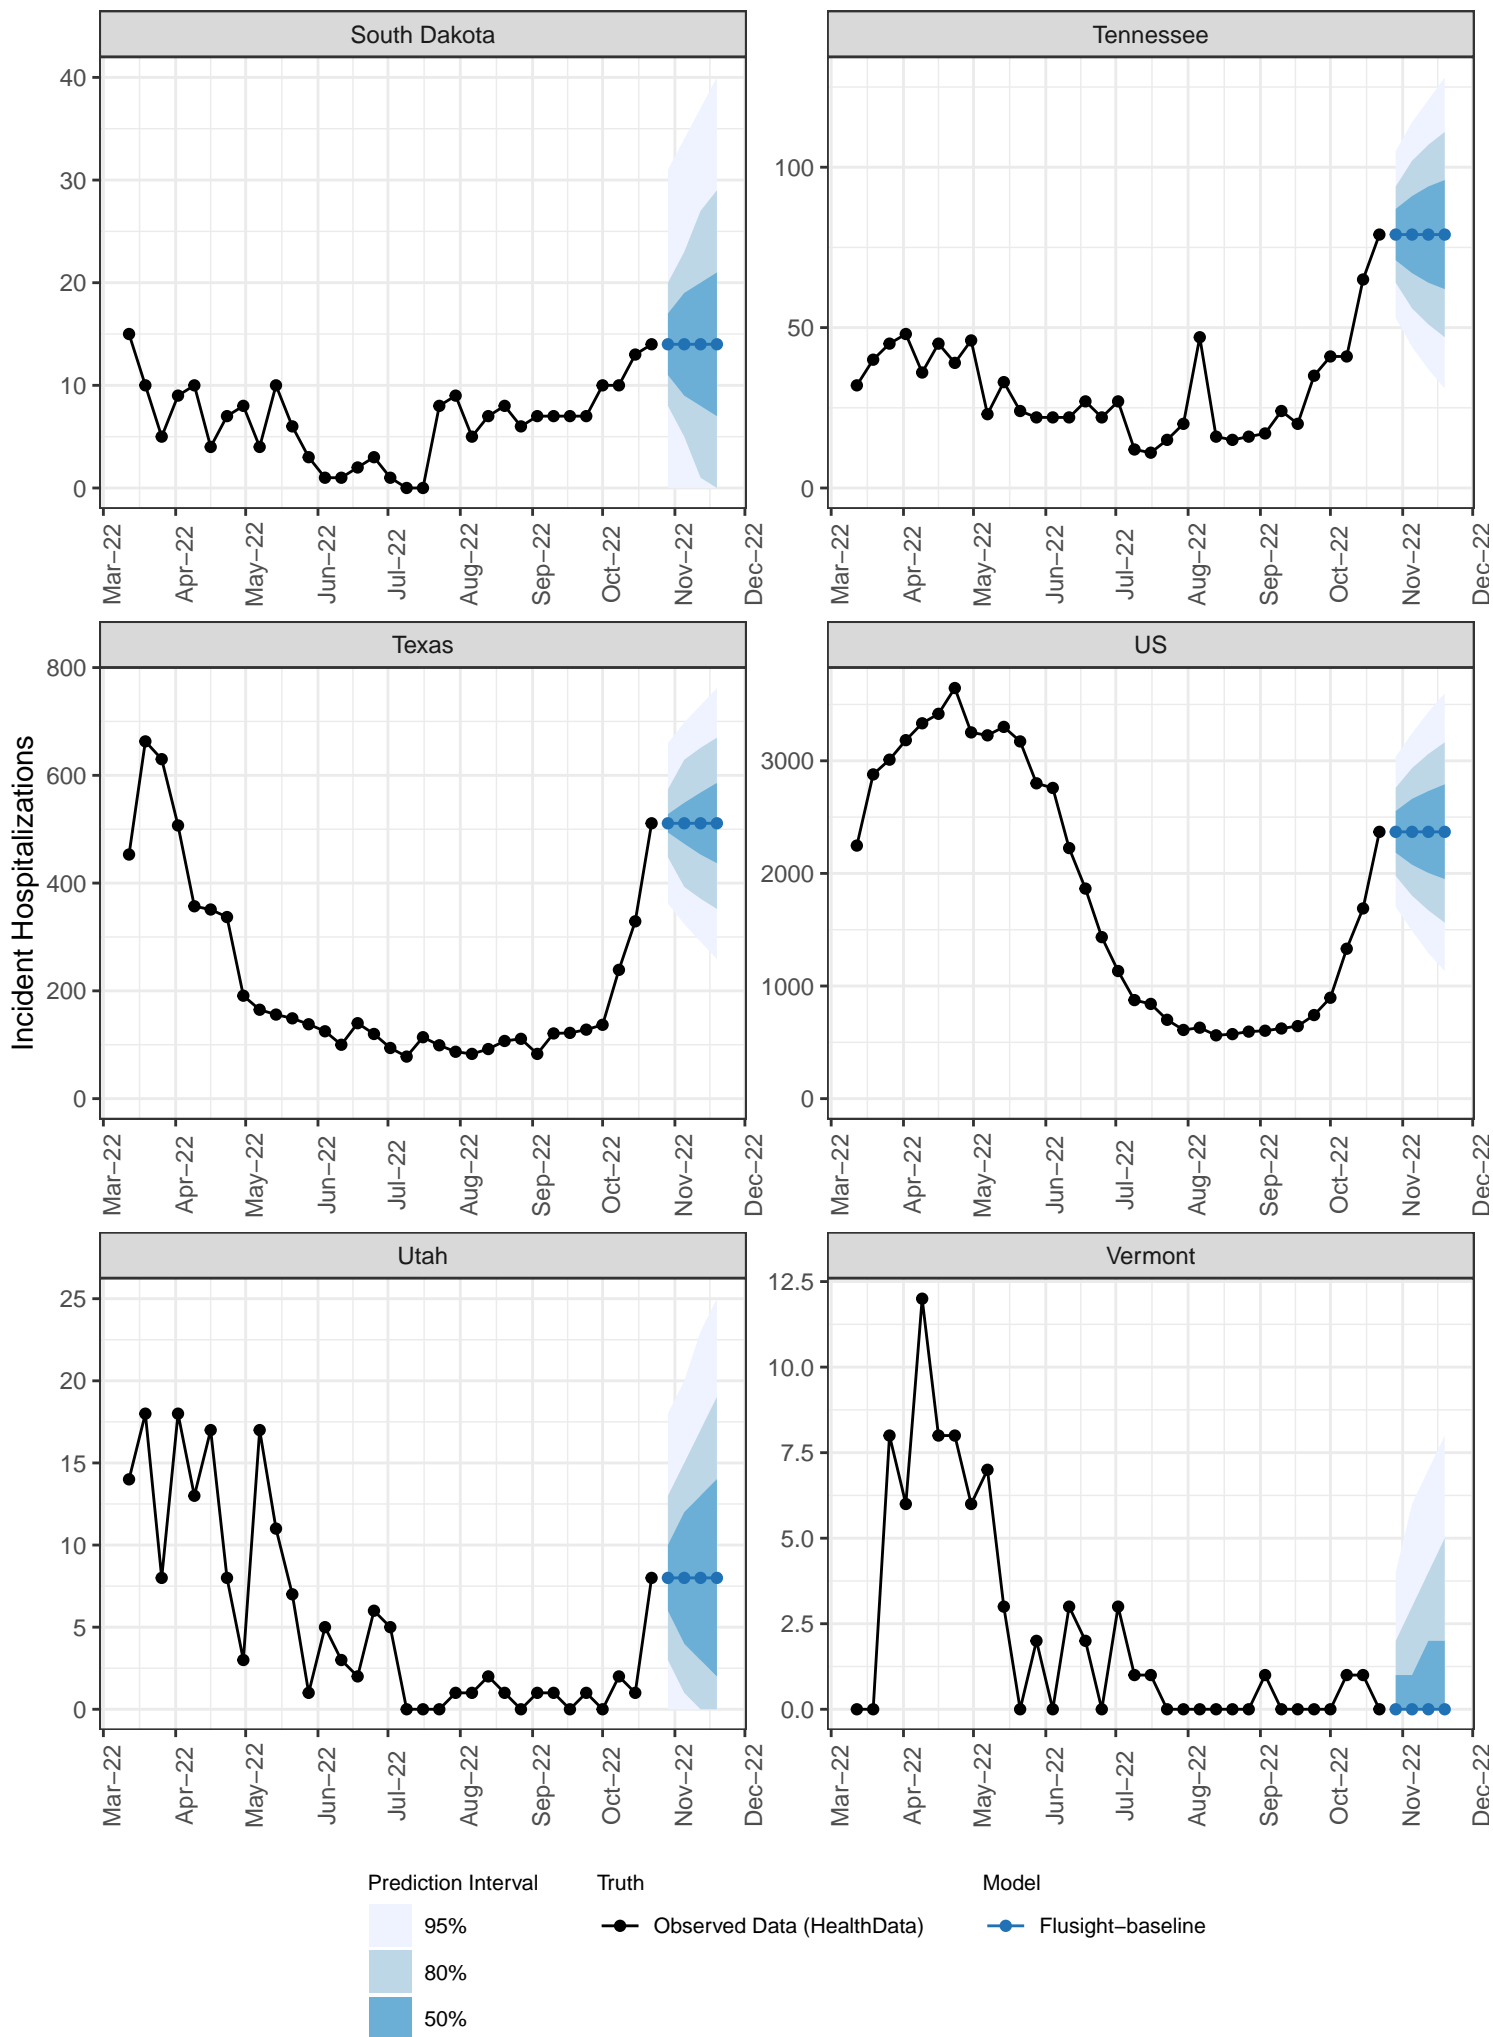 South Dakota
Tennessee
40
30
20
10
0
100
50
0
Mar−22
Apr−22
May−22
Jun−22
Jul−22
Aug−22
Sep−22
Oct−22
Nov−22
Dec−22
Mar−22
Apr−22
May−22
Jun−22
Jul−22
Aug−22
Sep−22
Oct−22
Nov−22
Dec−22
Incident Hospitalizations
Texas
US
800
600
400
200
0
3000
2000
1000
0
Mar−22
Apr−22
May−22
Jun−22
Jul−22
Aug−22
Sep−22
Oct−22
Nov−22
Dec−22
Mar−22
Apr−22
May−22
Jun−22
Jul−22
Aug−22
Sep−22
Oct−22
Nov−22
Dec−22
Utah
Vermont
25
20
15
10
5
0
12.5
10.0
7.5
5.0
2.5
0.0
Mar−22
Apr−22
May−22
Jun−22
Jul−22
Aug−22
Sep−22
Oct−22
Nov−22
Dec−22
Mar−22
Apr−22
May−22
Jun−22
Jul−22
Aug−22
Sep−22
Oct−22
Nov−22
Dec−22
Prediction Interval
95%
80%
50%
Truth
Observed Data (HealthData)
Model
Flusight−baseline